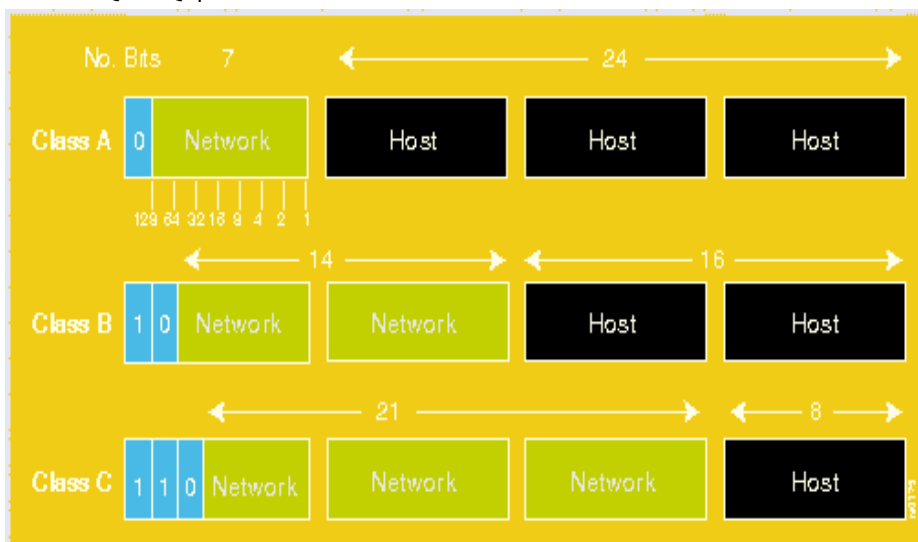 No. Bits 7 24
Class A 0 Network Host Host Host
128 64 32 16 8 4 2 1
14 16
Class B 1 0 Network Network Host Host
21 8
Class C 1 1 0 Network Network Network Host